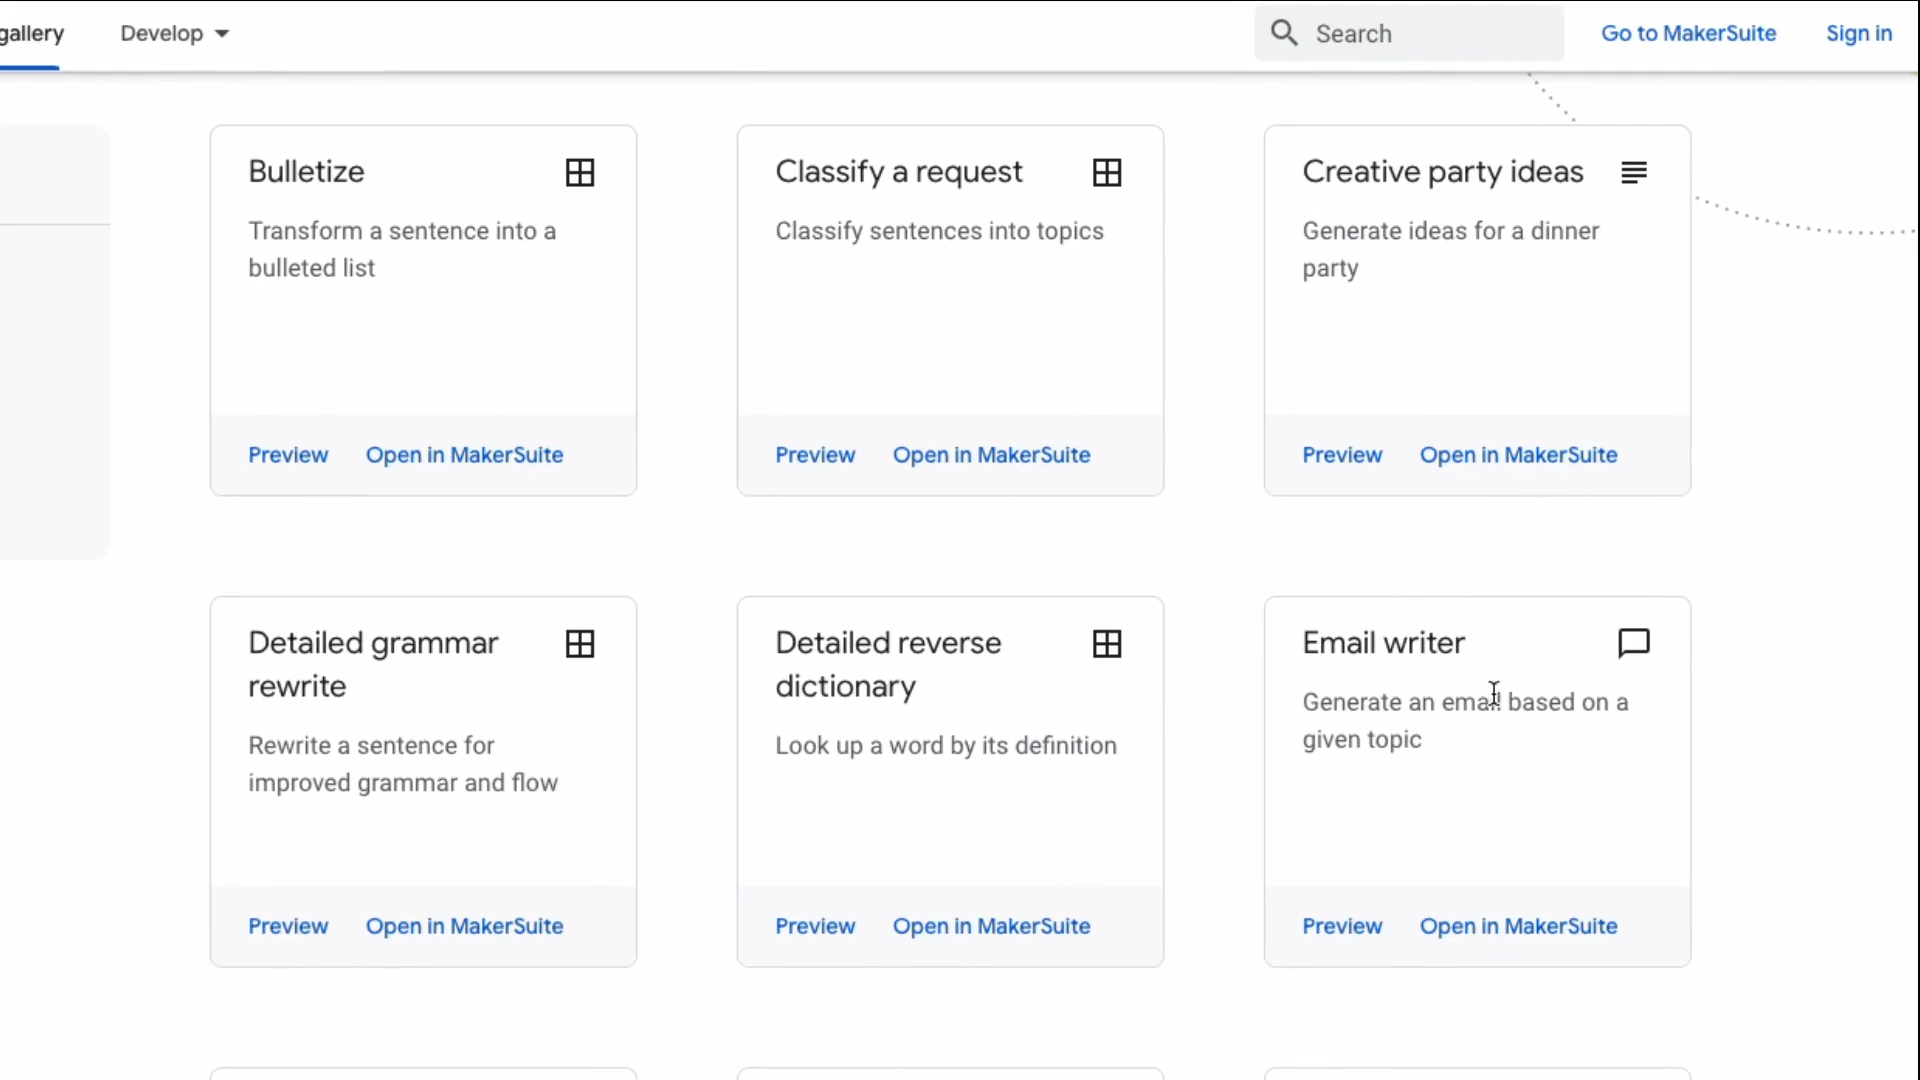 gallery
Develop
Search
Go to MakerSuite
Sign in
Bulletize
Transform a sentence into a
bulleted list
Preview
Open in MakerSuite
Classify a request
Classify sentences into topics
Preview
Open in MakerSuite
Creative party ideas
Generate ideas for a dinner
party
Preview
Open in MakerSuite
Detailed grammar
rewrite
Rewrite a sentence for
improved grammar and flow
Preview
Open in MakerSuite
Detailed reverse
dictionary
Look up a word by its definition
Preview
Open in MakerSuite
Email writer
Generate an email based on a
given topic
Preview
Open in MakerSuite